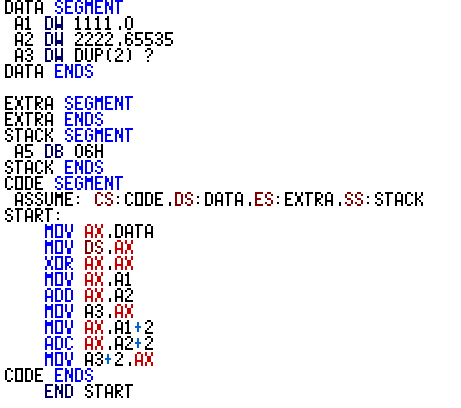 DATA SEGMENT
A1 DW 1111.0
A2 DW 2222.65535
A3 DW DUP(2) ?
DATA ENDS
EXTRA SEGMENT
EXTRA ENDS
STACK SEGMENT
A5 DB 06H
STACK ENDS
CODE SEGMENT
ASSUME: CS:CODE.DS:DATA.ES:EXTRA.SS:STACK
START:
MOV AX.DATA
MOV DS.AX
XOR AX.AX
MOV AX.A1
ADD AX.A2
MOV A3.AX
MOV AX.A1+2
ADC AX.A2+2
MOV A3+2.AX
CODE ENDS
END START